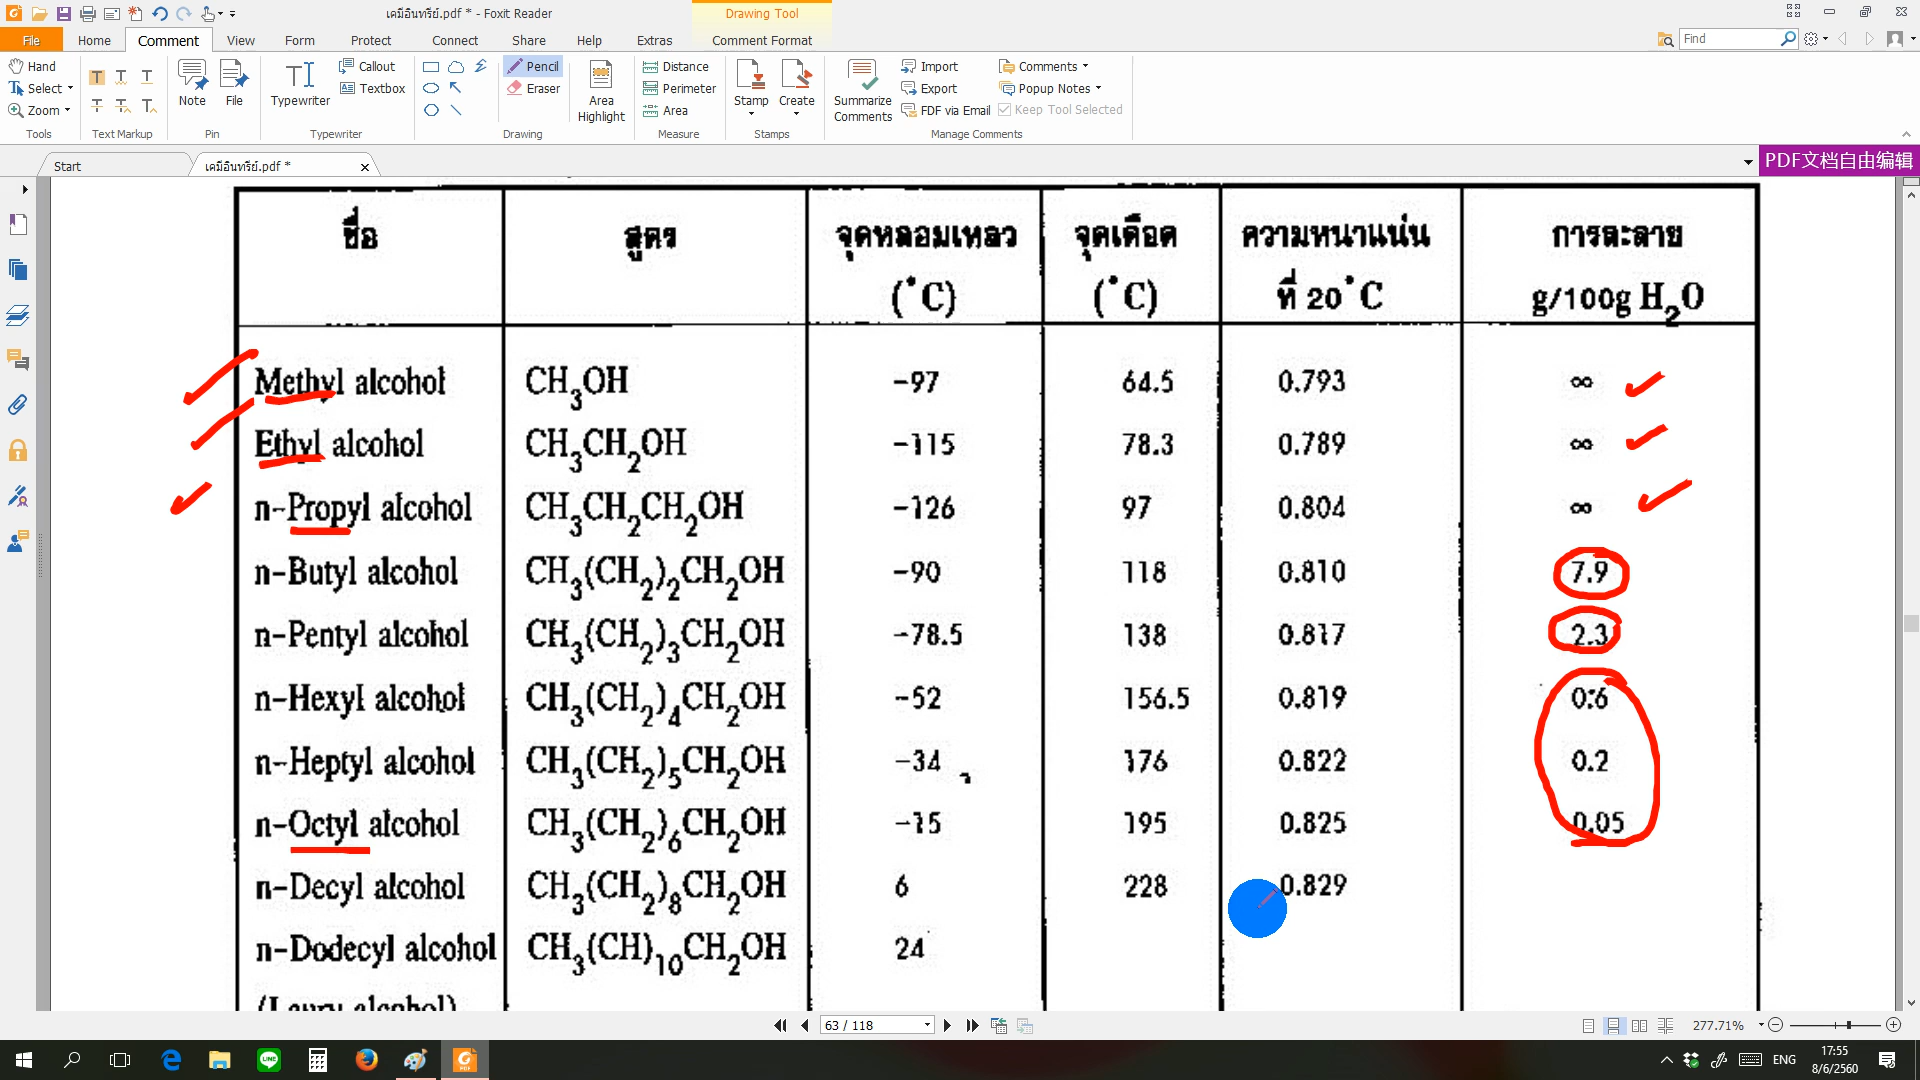 เคมีอินทรีย์.pdf * - Foxit Reader
Drawing Tool
File Home Comment View Form Protect Connect Share Help Extras Comment Format
Find
Hand
Select
Zoom
Tools
Text Markup
Note
File
Pin
Typewriter
Callout
Textbox
Typewriter
Pencil
Eraser
Drawing
Area Highlight
Distance
Perimeter
Area
Measure
Stamp
Create
Stamps
Summarize Comments
Import
Export
FDF via Email
Comments
Popup Notes
Keep Tool Selected
Manage Comments
Start
เคมีอินทรีย์.pdf *
PDF文档自由编辑
ชื่อ สูตร จุดหลอมเหลว (°C) จุดเดือด (°C) ความหนาแน่น ที่ 20°C การละลาย g/100g H2O
Methyl alcohol CH3OH -97 64.5 0.793 ∞
Ethyl alcohol CH3CH2OH -115 78.3 0.789 ∞
n-Propyl alcohol CH3CH2CH2OH -126 97 0.804 ∞
n-Butyl alcohol CH3(CH2)2CH2OH -90 118 0.810 7.9
n-Pentyl alcohol CH3(CH2)3CH2OH -78.5 138 0.817 2.3
n-Hexyl alcohol CH3(CH2)4CH2OH -52 156.5 0.819 0.6
n-Heptyl alcohol CH3(CH2)5CH2OH -34 176 0.822 0.2
n-Octyl alcohol CH3(CH2)6CH2OH -15 195 0.825 0.05
n-Decyl alcohol CH3(CH2)8CH2OH 6 228 0.829
n-Dodecyl alcohol CH3(CH)10CH2OH 24
(Laury alcohol)
63 / 118
277.71%
ENG
17:55
8/6/2560